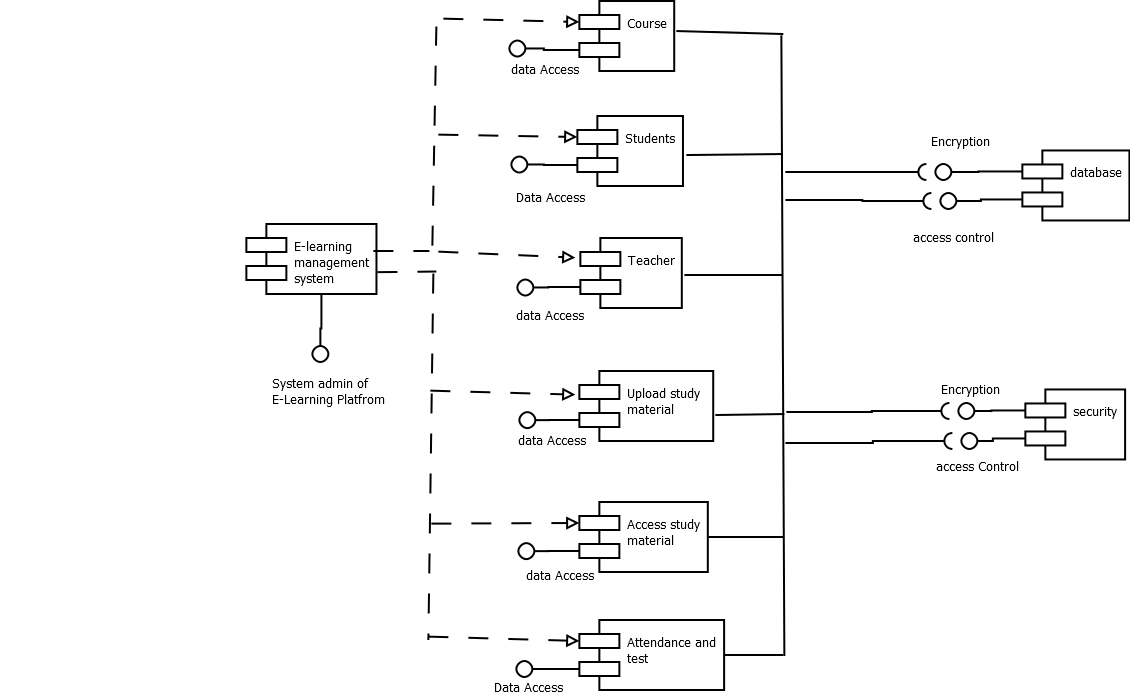 Course
data Access
Students
Data Access
Encryption
database
access control
E-learning
management
system
Teacher
data Access
System admin of
E-Learning Platfrom
Upload study
material
data Access
Encryption
security
access Control
Access study
material
data Access
Attendance and
test
Data Access